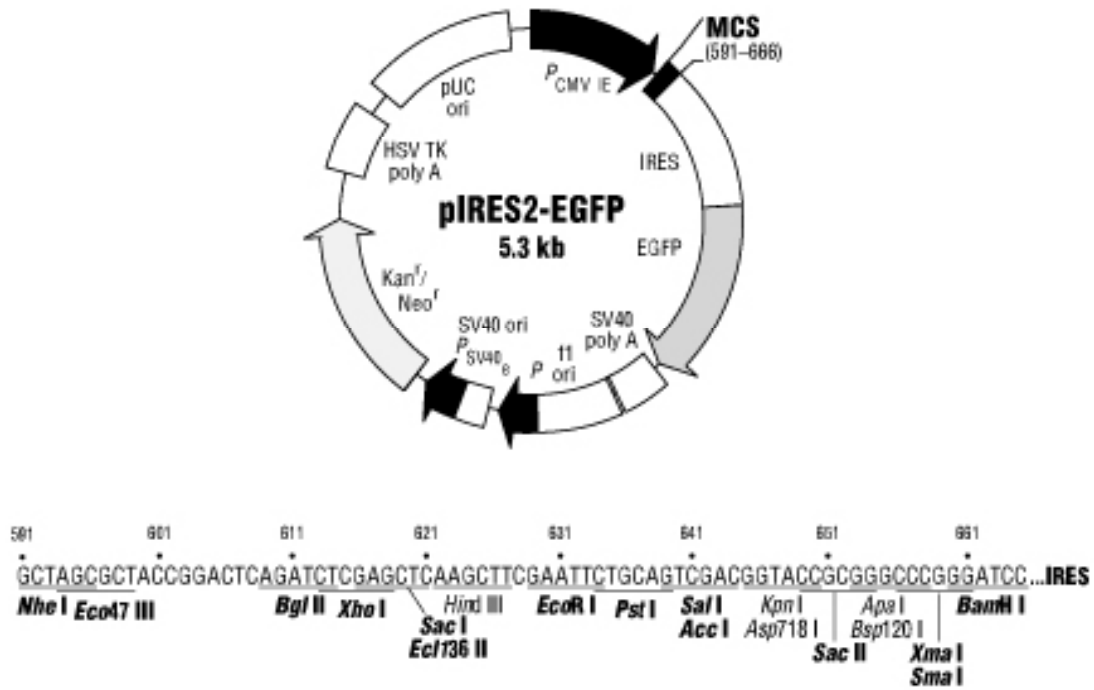 MCS
(591–666)
P CMV IE
pUC
ori
HSV TK
poly A
IRES
pIRES2-EGFP
5.3 kb
EGFP
Kanʳ/
Neoʳ
SV40 ori
P SV40e
SV40
poly A
P
f1
ori
591 601 611 621 631 641 651 661
GCTAGCGCTACCGGACTCAGATCTCGAGCTCAAGCTTCGAATTCTGCAGTCGACGGTACCGCGGGCCCGGGATCC...IRES
Nhe I Eco47 III Bgl II Xho I Hind III EcoR I Pst I Sal I Kpn I Apa I BamH I
Sac I Acc I Asp718 I Bsp120 I
Ecl136 II Sac II Xma I
Sma I